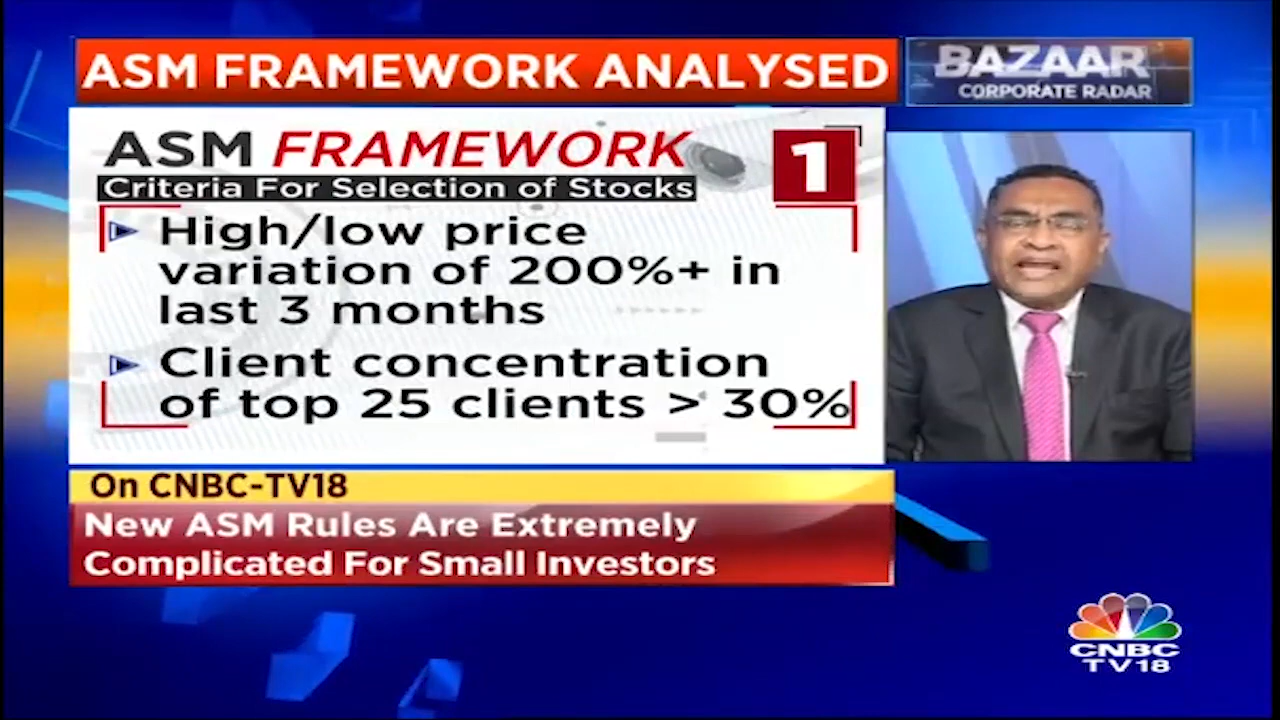 ASM FRAMEWORK ANALYSED
BAZAAR
CORPORATE RADAR
ASM FRAMEWORK
1
Criteria For Selection of Stocks
High/low price
variation of 200%+ in
last 3 months
Client concentration
of top 25 clients > 30%
On CNBC-TV18
New ASM Rules Are Extremely
Complicated For Small Investors
CNBC
TV18